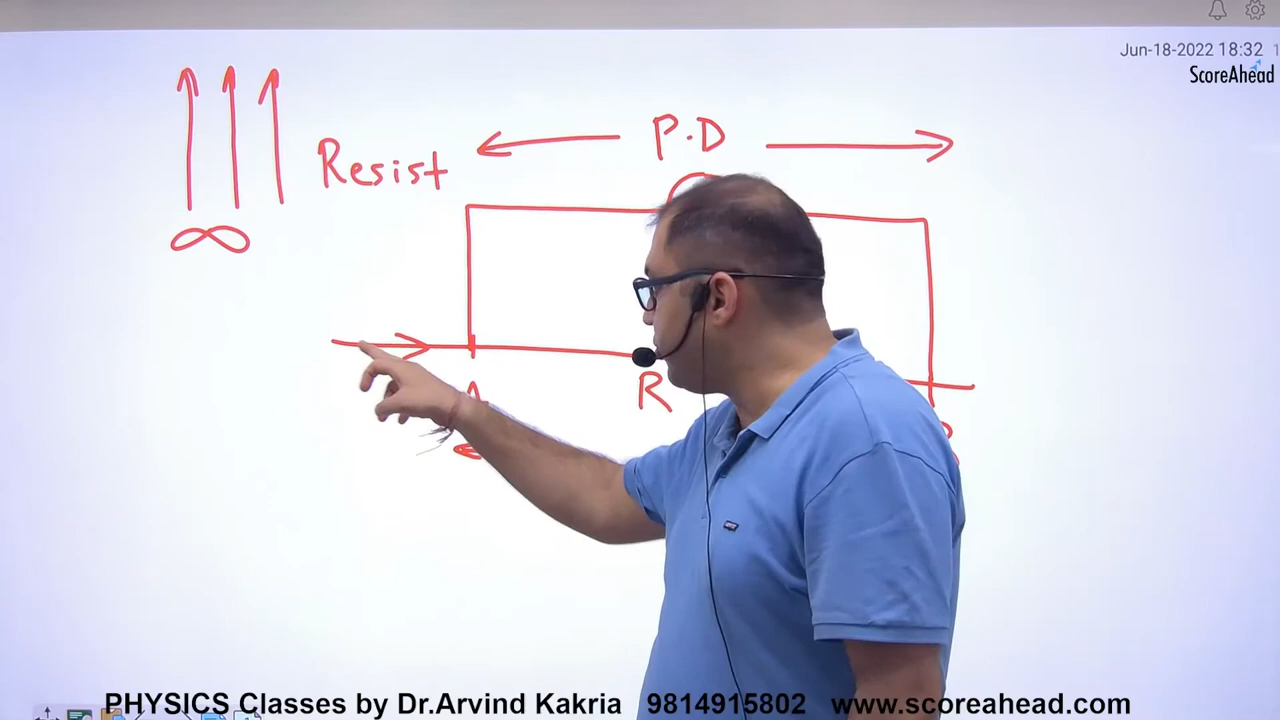 Jun-18-2022 18:32
ScoreAhead
P.D
Resist
∞
R
PHYSICS Classes by Dr.Arvind Kakria 9814915802 www.scoreahead.com